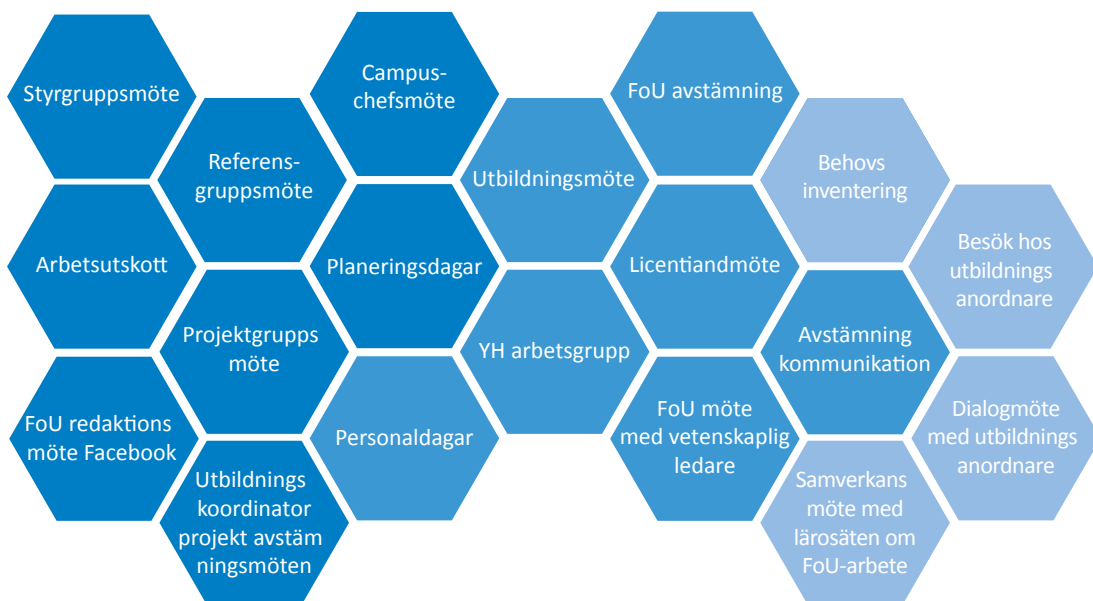 Styrgruppsmöte
Arbetsutskott
FoU redaktions
möte Facebook
Referens-
gruppsmöte
Projektgrupps
möte
Utbildnings
koordinator
projekt avstäm
ningsmöten
Campus-
chefsmöte
Planeringsdagar
Personaldagar
Utbildningsmöte
YH arbetsgrupp
FoU avstämning
Licentiandmöte
FoU möte
med vetenskaplig
ledare
Behovs
inventering
Avstämning
kommunikation
Samverkans
möte med
lärosäten om
FoU-arbete
Besök hos
utbildnings
anordnare
Dialogmöte
med utbildnings
anordnare